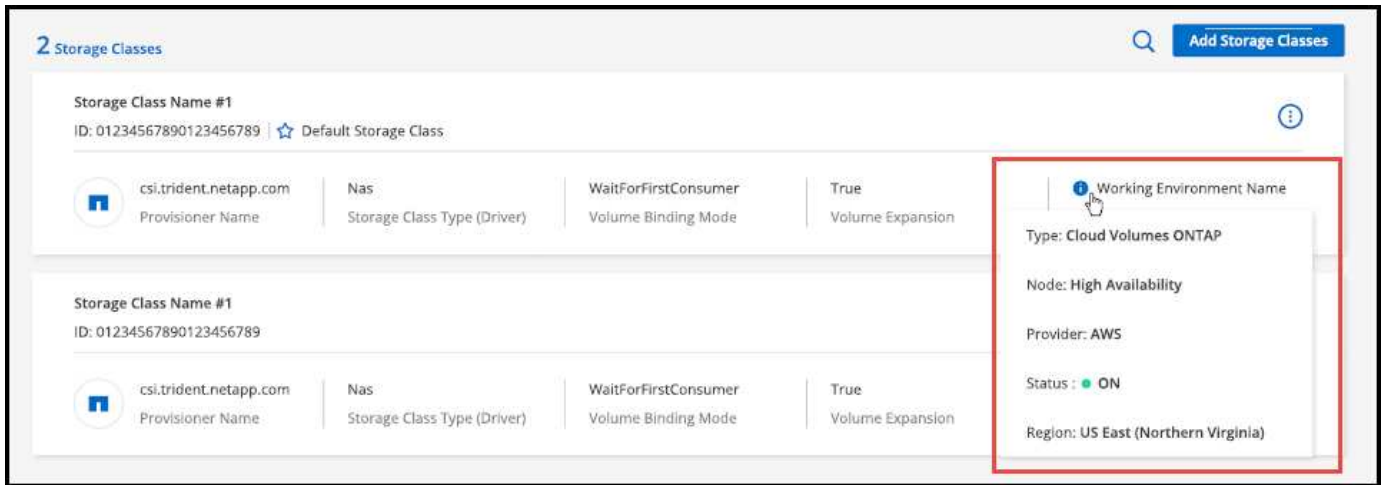 2 Storage Classes
Add Storage Classes
Storage Class Name #1
ID: 01234567890123456789 | Default Storage Class
csi.trident.netapp.com
Provisioner Name
Nas
Storage Class Type (Driver)
WaitForFirstConsumer
Volume Binding Mode
True
Volume Expansion
Working Environment Name
Type: Cloud Volumes ONTAP
Node: High Availability
Provider: AWS
Status : ON
Region: US East (Northern Virginia)
Storage Class Name #1
ID: 01234567890123456789
csi.trident.netapp.com
Provisioner Name
Nas
Storage Class Type (Driver)
WaitForFirstConsumer
Volume Binding Mode
True
Volume Expansion